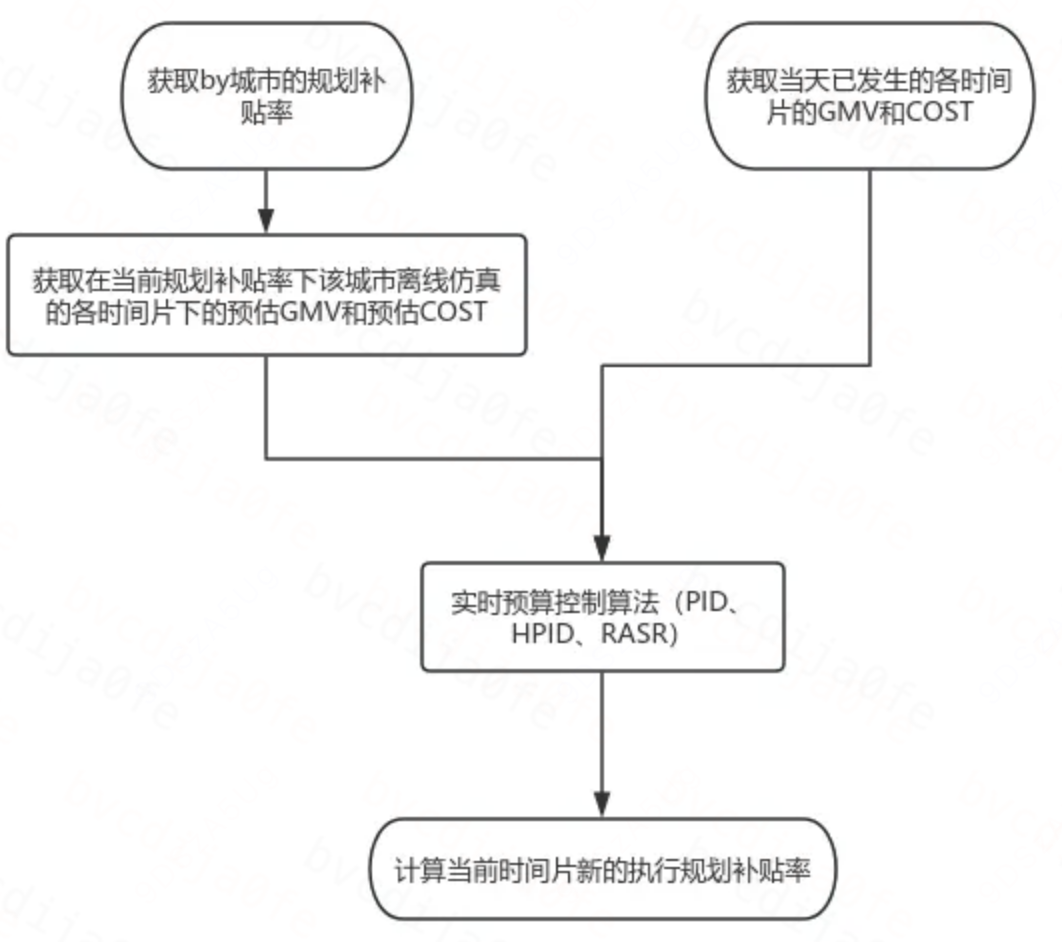 获取by城市的规划补
贴率
获取当天已发生的各时间
片的GMV和COST
获取在当前规划补贴率下该城市离线仿真
的各时间片下的预估GMV和预估COST
实时预算控制算法（PID、
HPID、RASR）
计算当前时间片新的执行规划补贴率